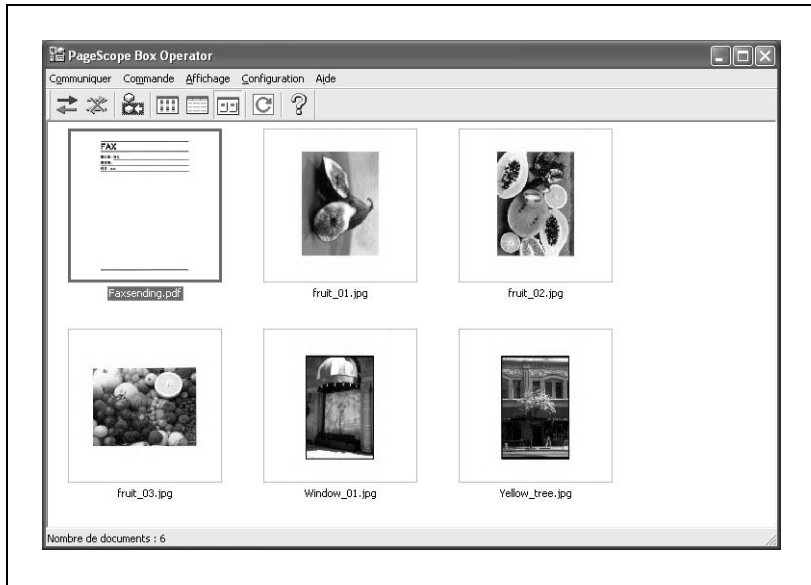 PageScope Box Operator
Communiquer Commande Affichage Configuration Aide
FAX
Faxsending.pdf
fruit_01.jpg
fruit_02.jpg
fruit_03.jpg
Window_01.jpg
Yellow_tree.jpg
Nombre de documents : 6